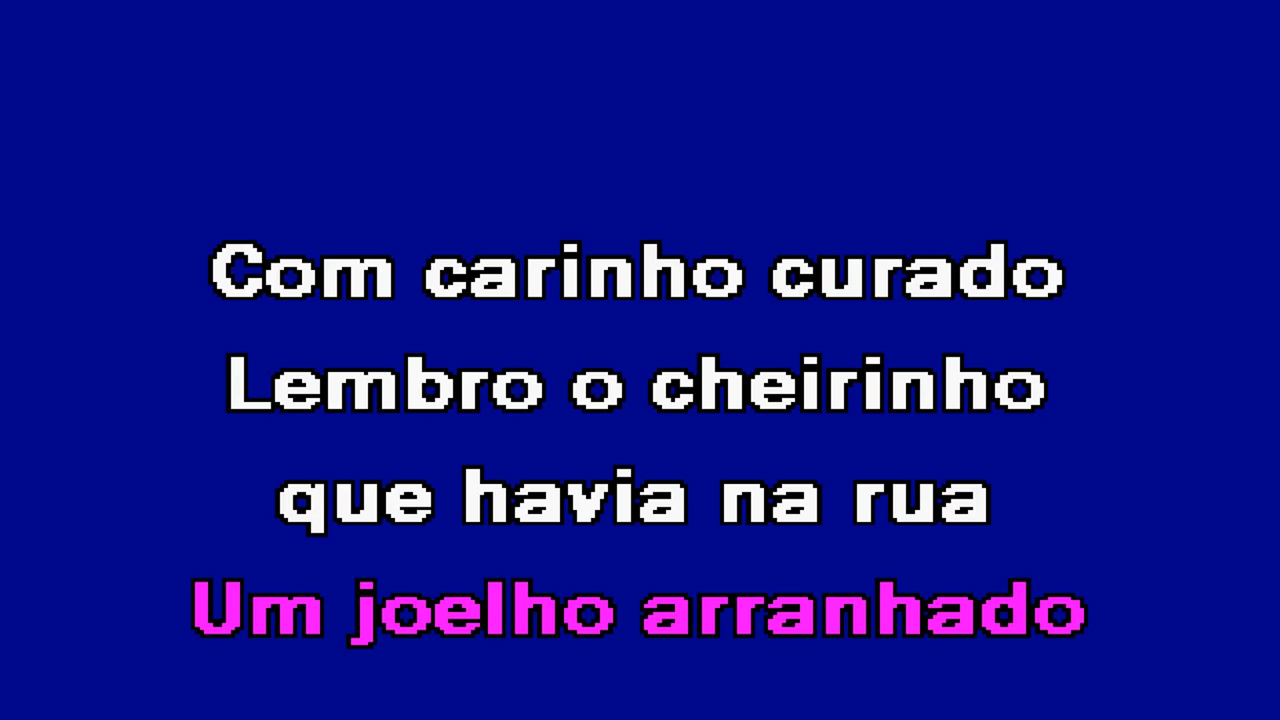 Com carinho curado
Lembro o cheirinho
que havia na rua
Um joelho arranhado